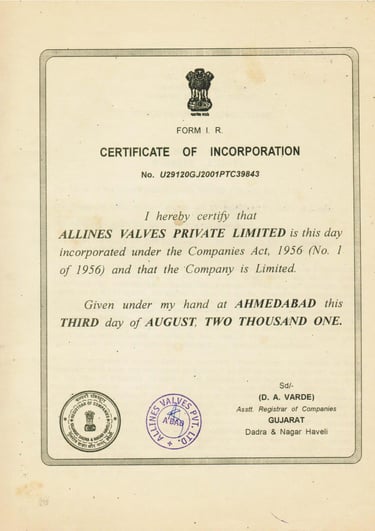 FORM I. R.
CERTIFICATE OF INCORPORATION
No. U29120GJ2001PTC39843
I hereby certify that
ALLINES VALVES PRIVATE LIMITED is this day
incorporated under the Companies Act, 1956 (No. 1
of 1956) and that the Company is Limited.
Given under my hand at AHMEDABAD this
THIRD day of AUGUST, TWO THOUSAND ONE.
Sd/-
(D. A. VARDE)
Asstt. Registrar of Companies
GUJARAT
Dadra & Nagar Haveli
ALLINES VALVES PVT. LTD.
A'BAD